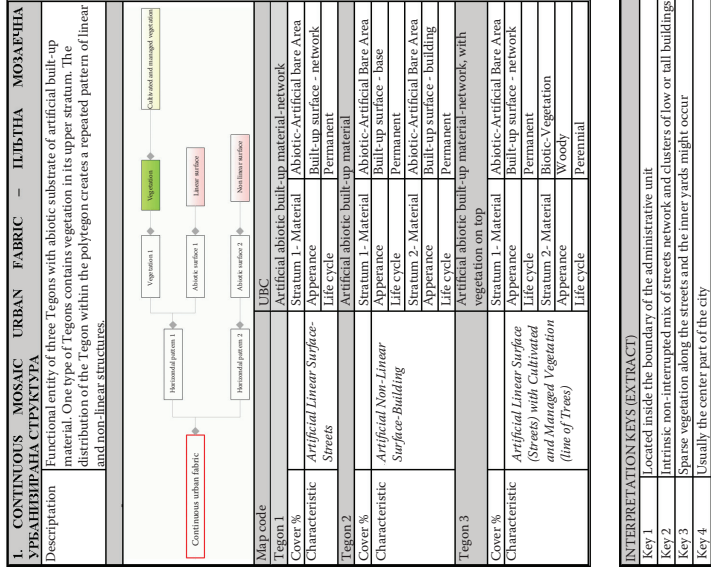 1. CONTINUOUS MOSAIC URBAN FABRIC – ПЛЪТНА МОЗАЕЧНА
УРБАНИЗИРАНА СТРУКТУРА
Descriptation
Functional entity of three Tegons with abiotic substrate of artificial built-up
material. One type of Tegons contains vegetation in its upper stratum. The
distribution of the Tegon within the polytegon creates a repeated pattern of linear
and non-linear structures.
Continuous urban fabric
Horizondal pattern 1
Horizondal pattern 2
Vegetation 1
Abiotic surface 1
Abiotic surface 2
Vegetation
Linear surface
Non linear surface
Cultivated and managed vegetation
Map code UBC
Tegon 1 Artificial abiotic built-up material-network
Cover % Stratum 1- Material Abiotic-Artificial bare Area
Characteristic Artificial Linear Surface-
Streets
Apperance Built-up surface - network
Life cycle Permanent
Tegon 2 Artificial abiotic built-up material
Cover % Stratum 1- Material Abiotic-Artificial Bare Area
Characteristic Artificial Non-Linear
Surface-Building
Apperance Built-up surface - base
Life cycle Permanent
Stratum 2- Material Abiotic-Artificial Bare Area
Apperance Built-up surface - building
Life cycle Permanent
Tegon 3 Artificial abiotic built-up material-network, with
vegetation on top
Cover % Stratum 1- Material Abiotic-Artificial Bare Area
Characteristic Artificial Linear Surface
(Streets) with Cultivated
and Managed Vegetation
(line of Trees)
Apperance Built-up surface - network
Life cycle Permanent
Stratum 2- Material Biotic-Vegetation
Apperance Woody
Life cycle Perennial
INTERPRETATION KEYS (EXTRACT)
Key 1 Located inside the boundary of the administrative unit
Key 2 Intrinsic non-interrupted mix of streets network and clusters of low or tall buildings
Key 3 Sparse vegetation along the streets and the inner yards might occur
Key 4 Usually the center part of the city